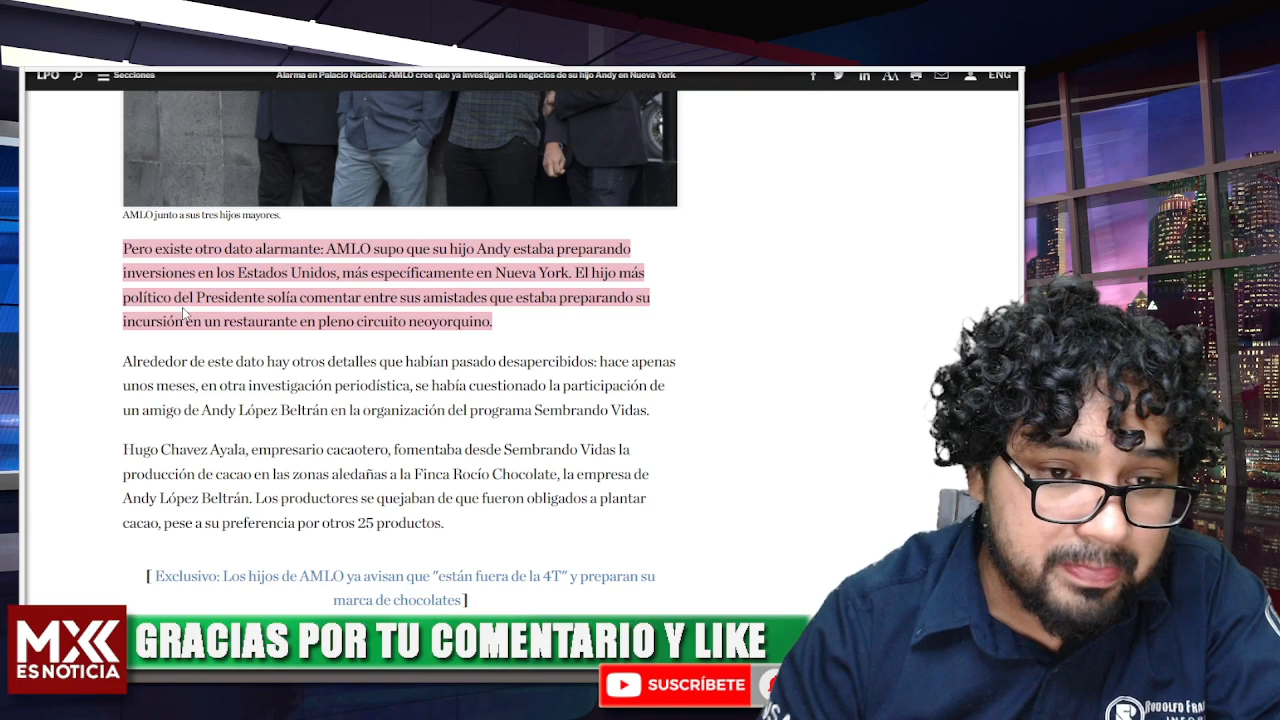 LPO
Secciones
Alarma en Palacio Nacional: AMLO cree que ya investigan los negocios de su hijo Andy en Nueva York
ENG
AMLO junto a sus tres hijos mayores.
Pero existe otro dato alarmante: AMLO supo que su hijo Andy estaba preparando
inversiones en los Estados Unidos, más específicamente en Nueva York. El hijo más
político del Presidente solía comentar entre sus amistades que estaba preparando su
incursión en un restaurante en pleno circuito neoyorquino.
Alrededor de este dato hay otros detalles que habían pasado desapercibidos: hace apenas
unos meses, en otra investigación periodística, se había cuestionado la participación de
un amigo de Andy López Beltrán en la organización del programa Sembrando Vidas.
Hugo Chavez Ayala, empresario cacaotero, fomentaba desde Sembrando Vidas la
producción de cacao en las zonas aledañas a la Finca Rocío Chocolate, la empresa de
Andy López Beltrán. Los productores se quejaban de que fueron obligados a plantar
cacao, pese a su preferencia por otros 25 productos.
[ Exclusivo: Los hijos de AMLO ya avisan que "están fuera de la 4T" y preparan su
marca de chocolates ]
MX
ES NOTICIA
GRACIAS POR TU COMENTARIO Y LIKE
SUSCRÍBETE
RODOLFO